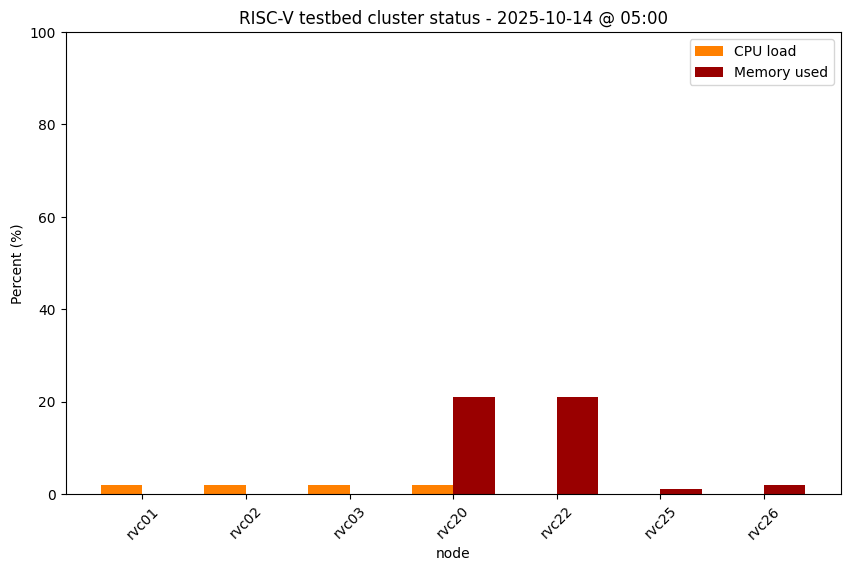 RISC-V testbed cluster status - 2025-10-14 @ 05:00
CPU load
Memory used
Percent (%)
100
80
60
40
20
0
rvc01
rvc02
rvc03
rvc20
rvc22
rvc25
rvc26
node